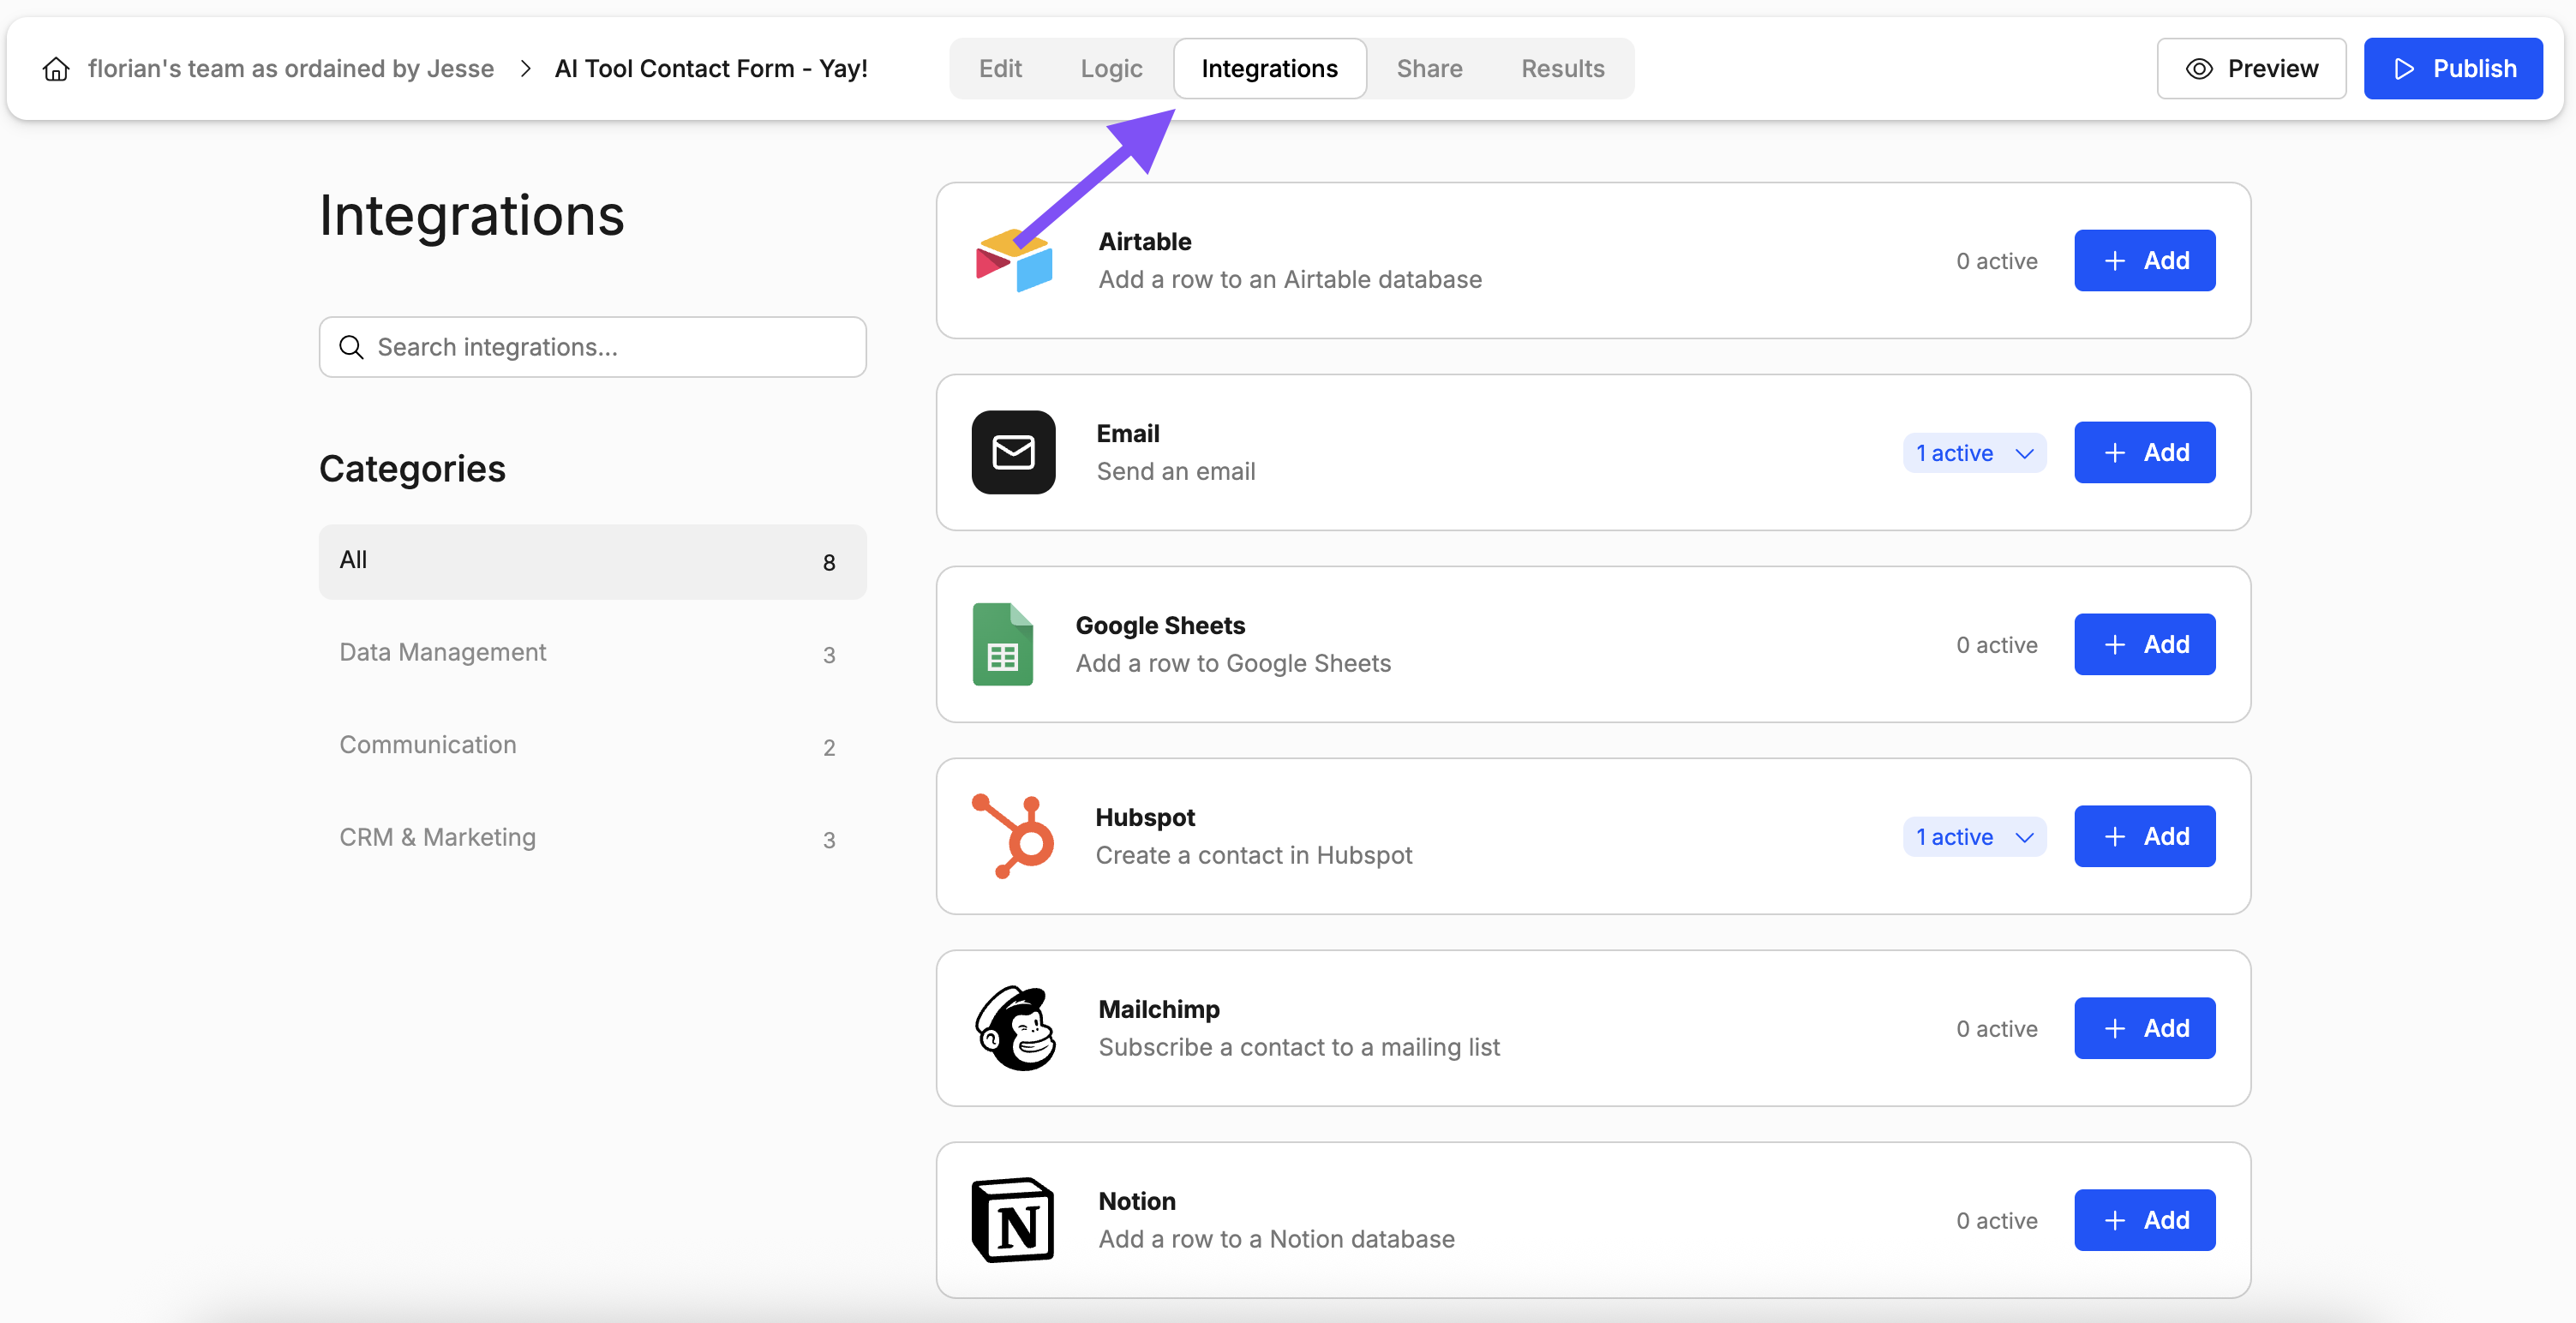 florian's team as ordained by Jesse > AI Tool Contact Form - Yay!
Edit
Logic
Integrations
Share
Results
Preview
Publish
Integrations
Search integrations...
Categories
All 8
Data Management 3
Communication 2
CRM & Marketing 3
Airtable
Add a row to an Airtable database
0 active
+ Add
Email
Send an email
1 active
+ Add
Google Sheets
Add a row to Google Sheets
0 active
+ Add
Hubspot
Create a contact in Hubspot
1 active
+ Add
Mailchimp
Subscribe a contact to a mailing list
0 active
+ Add
N
Notion
Add a row to a Notion database
0 active
+ Add